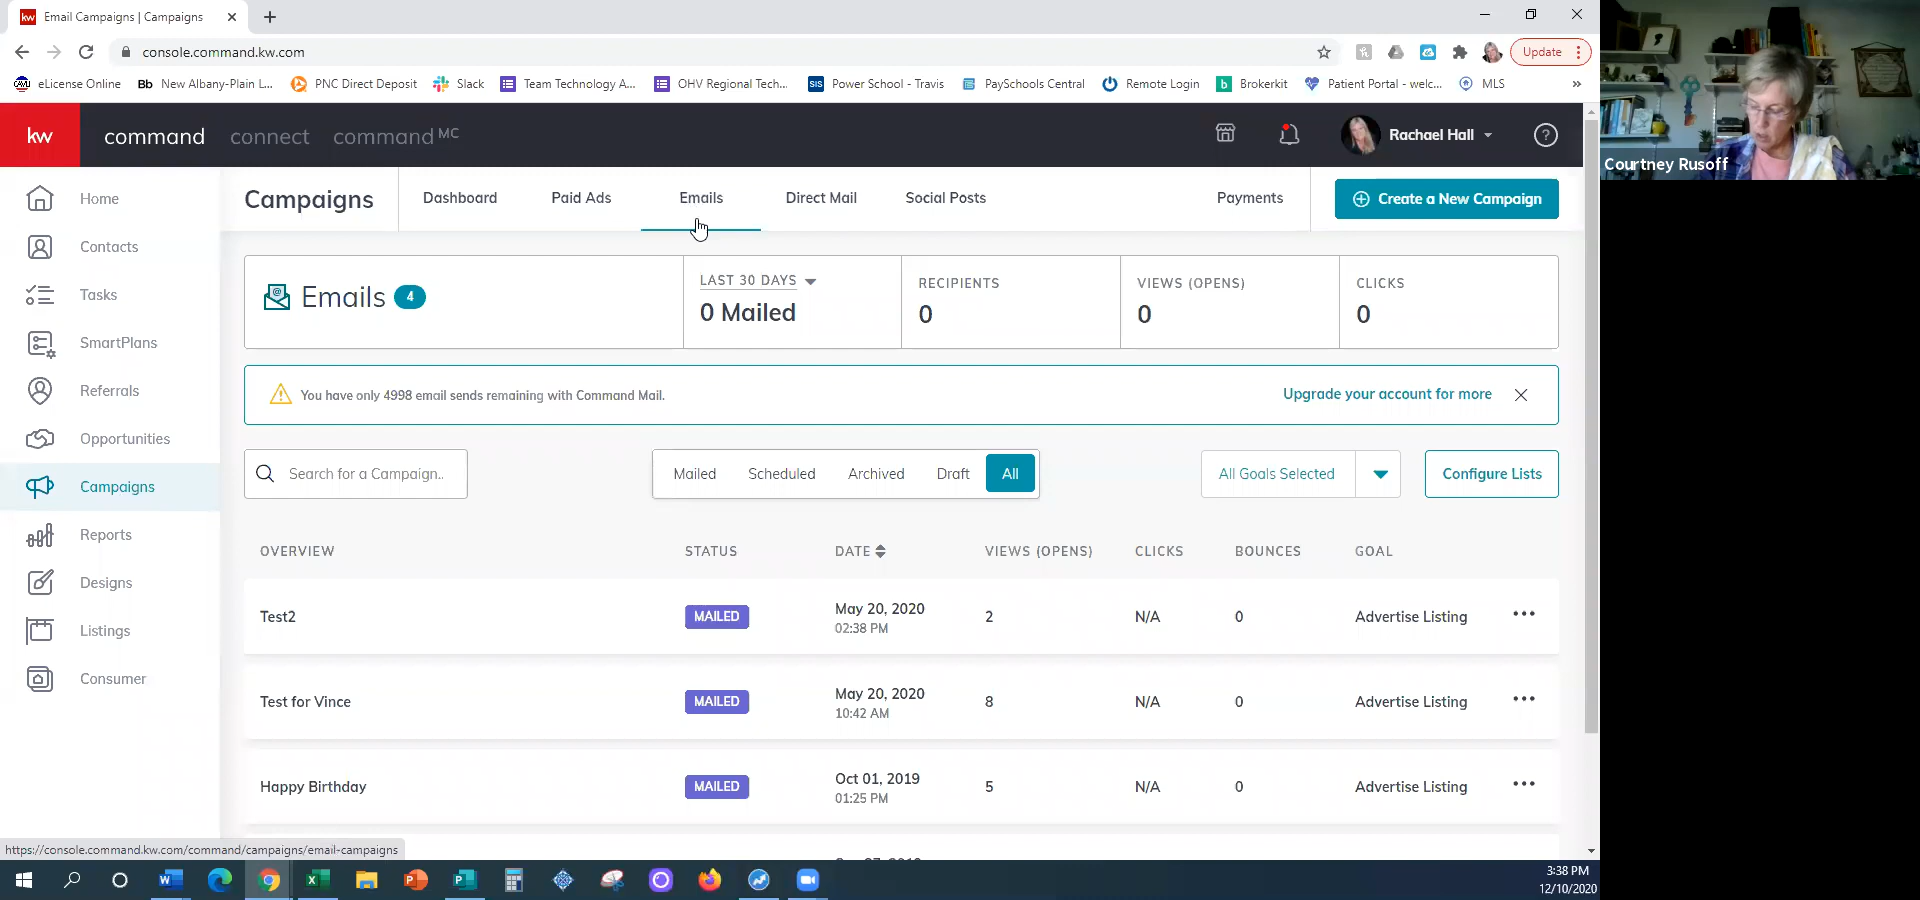 kw Email Campaigns | Campaigns
console.command.kw.com
Update
eLicense Online
Bb New Albany-Plain L...
PNC Direct Deposit
Slack
Team Technology A...
OHV Regional Tech...
SIS Power School - Travis
PaySchools Central
Remote Login
b Brokerkit
Patient Portal - welc...
MLS
kw command connect command MC
Rachael Hall
Courtney Rusoff
Home
Contacts
Tasks
SmartPlans
Referrals
Opportunities
Campaigns
Reports
Designs
Listings
Consumer
Campaigns Dashboard Paid Ads Emails Direct Mail Social Posts Payments Create a New Campaign
Emails 4
LAST 30 DAYS
0 Mailed
RECIPIENTS
0
VIEWS (OPENS)
0
CLICKS
0
You have only 4998 email sends remaining with Command Mail. Upgrade your account for more
Search for a Campaign.. Mailed Scheduled Archived Draft All All Goals Selected Configure Lists
OVERVIEW STATUS DATE VIEWS (OPENS) CLICKS BOUNCES GOAL
Test2 MAILED May 20, 2020 02:38 PM 2 N/A 0 Advertise Listing
Test for Vince MAILED May 20, 2020 10:42 AM 8 N/A 0 Advertise Listing
Happy Birthday MAILED Oct 01, 2019 01:25 PM 5 N/A 0 Advertise Listing
https://console.command.kw.com/command/campaigns/email-campaigns
3:38 PM
12/10/2020